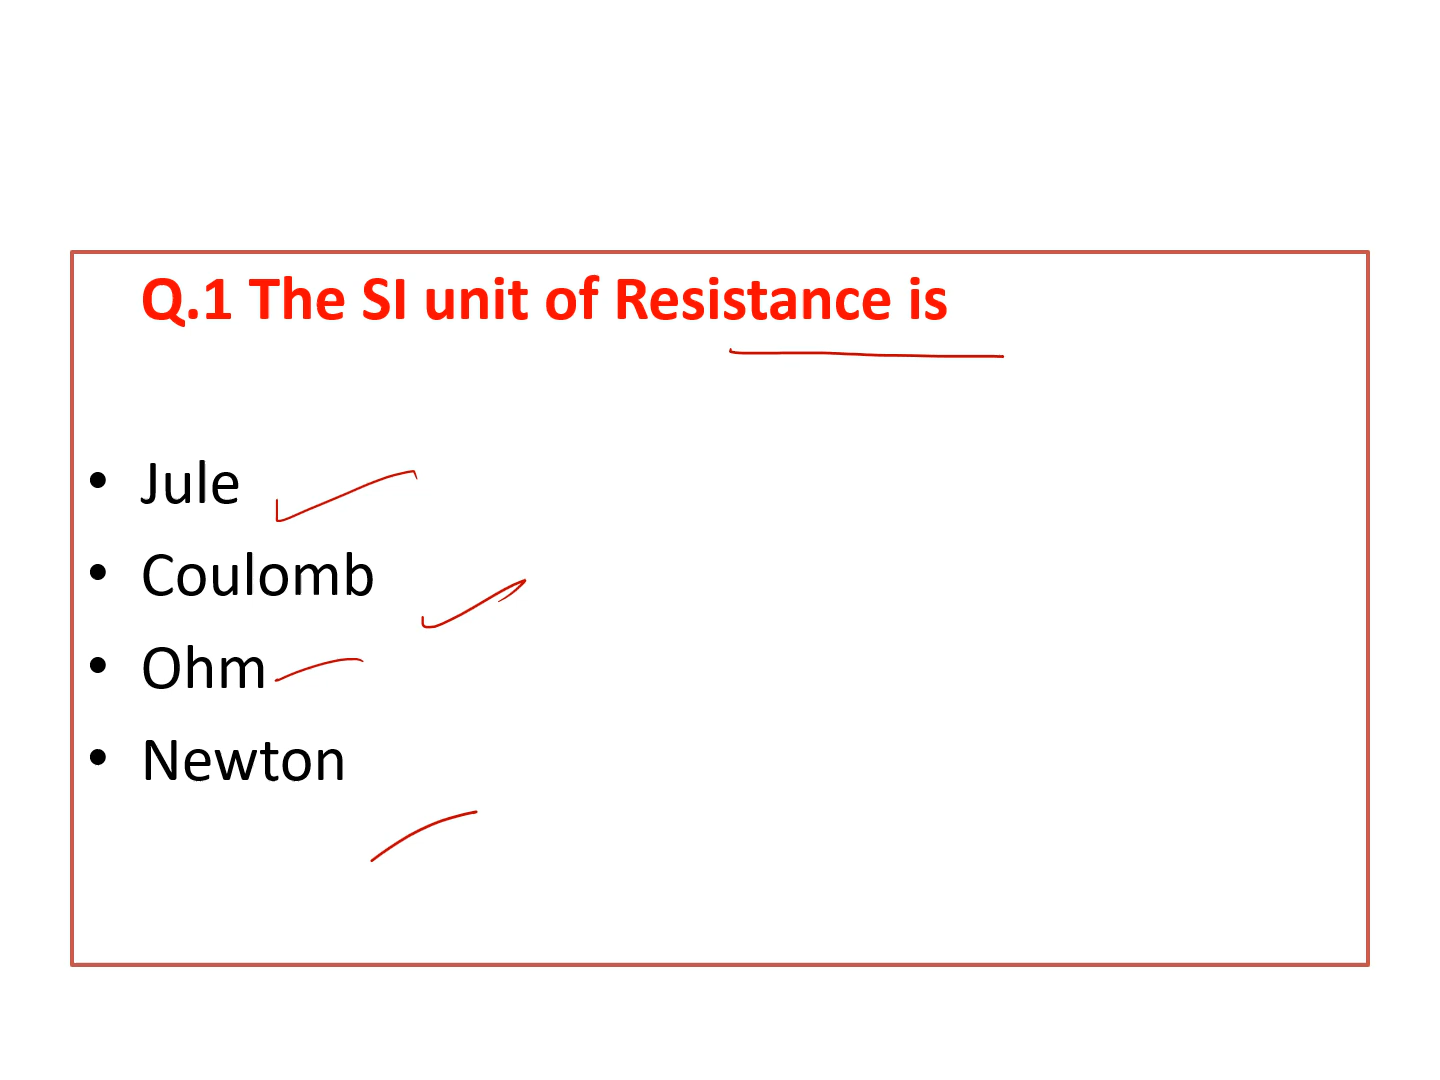 Q.1 The SI unit of Resistance is
• Jule
• Coulomb
• Ohm
• Newton